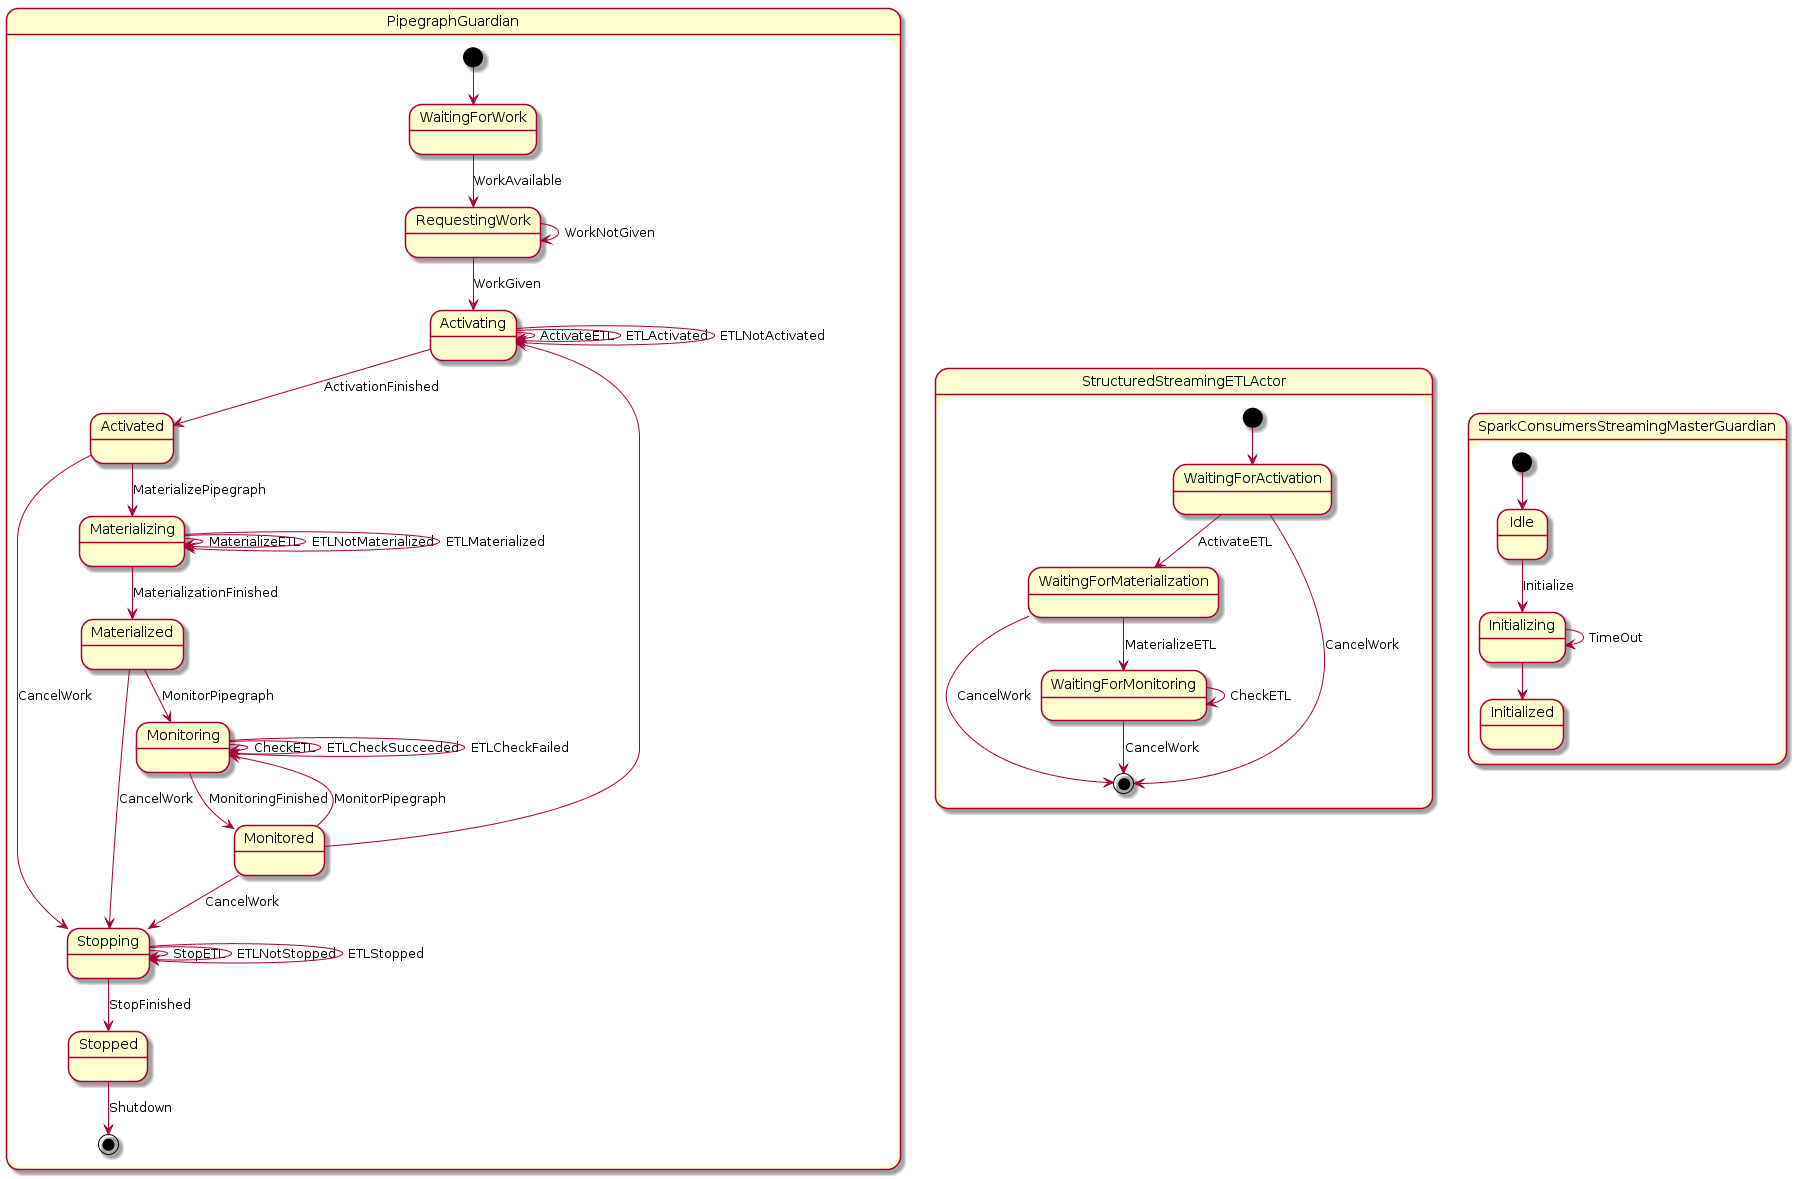 PipegraphGuardian
WaitingForWork
WorkAvailable
RequestingWork
WorkNotGiven
WorkGiven
Activating
ActivateETL
ETLActivated
ETLNotActivated
ActivationFinished
Activated
MaterializePipegraph
Materializing
MaterializeETL
ETLNotMaterialized
ETLMaterialized
MaterializationFinished
Materialized
CancelWork
MonitorPipegraph
Monitoring
CheckETL
ETLCheckSucceeded
ETLCheckFailed
CancelWork
MonitoringFinished
MonitorPipegraph
Monitored
CancelWork
Stopping
StopETL
ETLNotStopped
ETLStopped
StopFinished
Stopped
Shutdown
StructuredStreamingETLActor
WaitingForActivation
ActivateETL
WaitingForMaterialization
MaterializeETL
CancelWork
WaitingForMonitoring
CancelWork
CheckETL
CancelWork
SparkConsumersStreamingMasterGuardian
Idle
Initialize
Initializing
TimeOut
Initialized